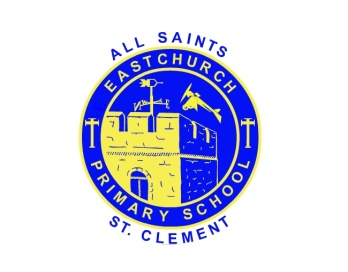 ALL SAINTS
EASTCHURCH
PRIMARY SCHOOL
ST. CLEMENT